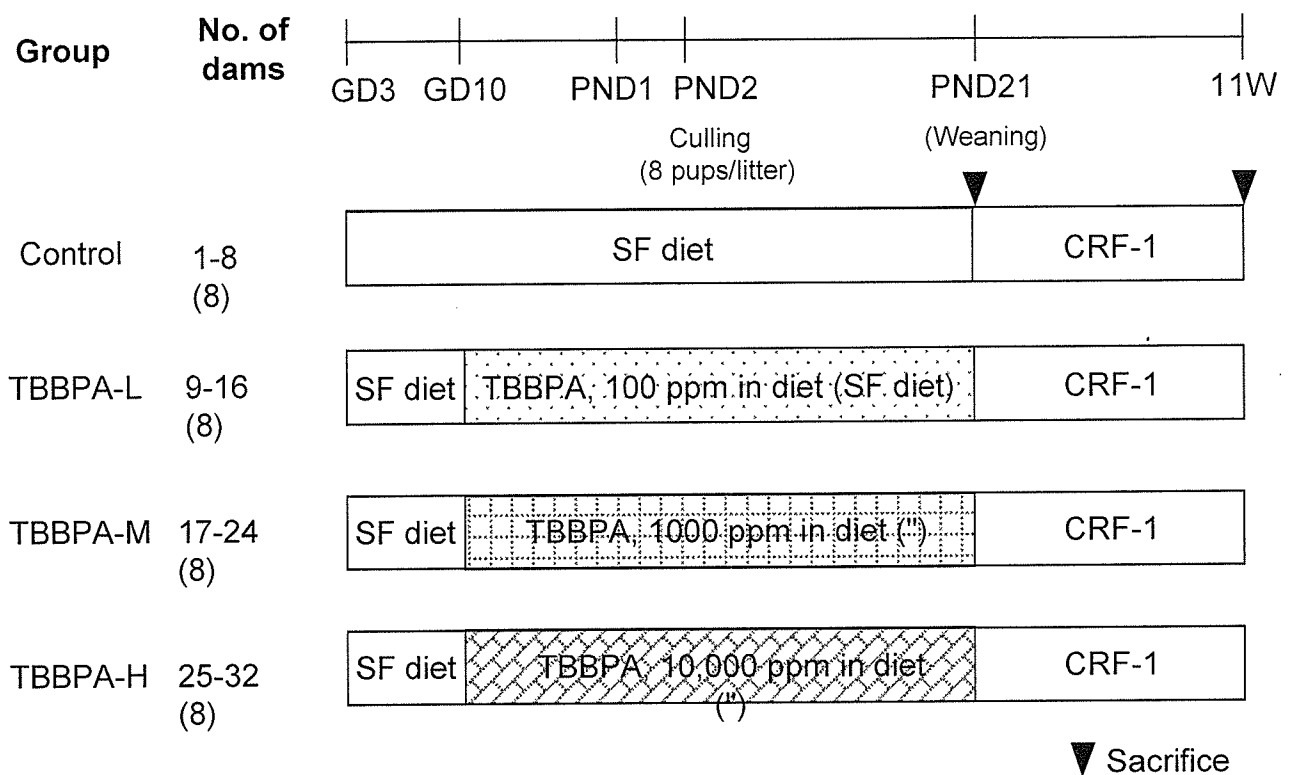 Group
No. of
dams
GD3 GD10 PND1 PND2 PND21 11W
Culling
(8 pups/litter)
(Weaning)
Control 1-8 SF diet CRF-1
(8)
TBBPA-L 9-16 SF diet TBBPA, 100 ppm in diet (SF diet) CRF-1
(8)
TBBPA-M 17-24 SF diet TBBPA, 1000 ppm in diet (") CRF-1
(8)
TBBPA-H 25-32 SF diet TBBPA, 10,000 ppm in diet CRF-1
(8) (")
Sacrifice